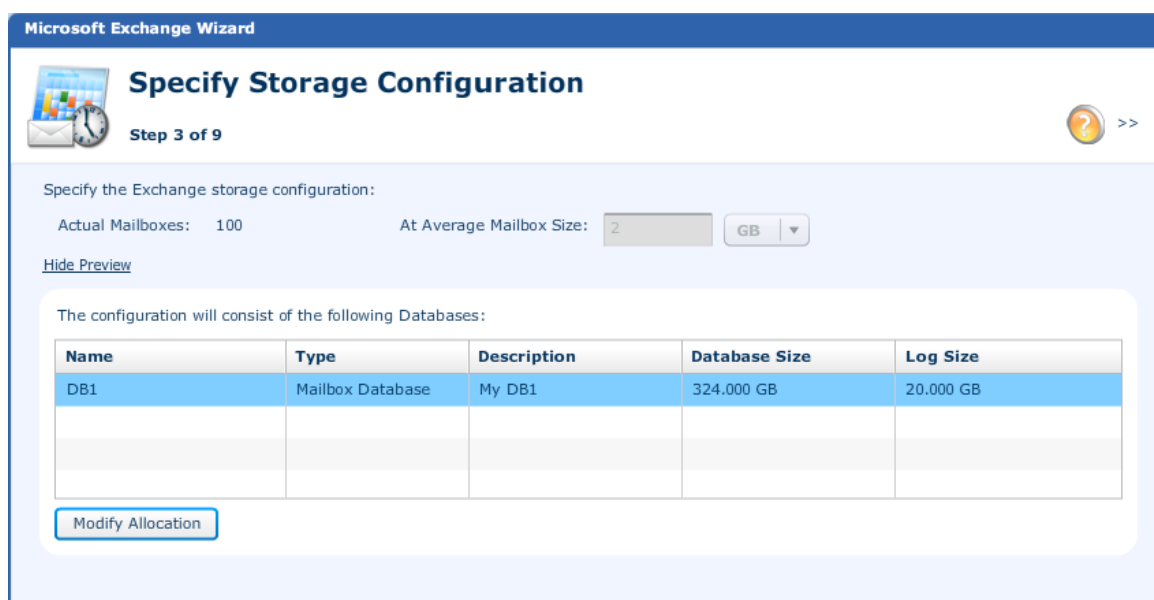 Microsoft Exchange Wizard
Specify Storage Configuration
Step 3 of 9
? >>
Specify the Exchange storage configuration:
Actual Mailboxes: 100 At Average Mailbox Size: 2 GB
Hide Preview
The configuration will consist of the following Databases:
Name Type Description Database Size Log Size
DB1 Mailbox Database My DB1 324.000 GB 20.000 GB
Modify Allocation